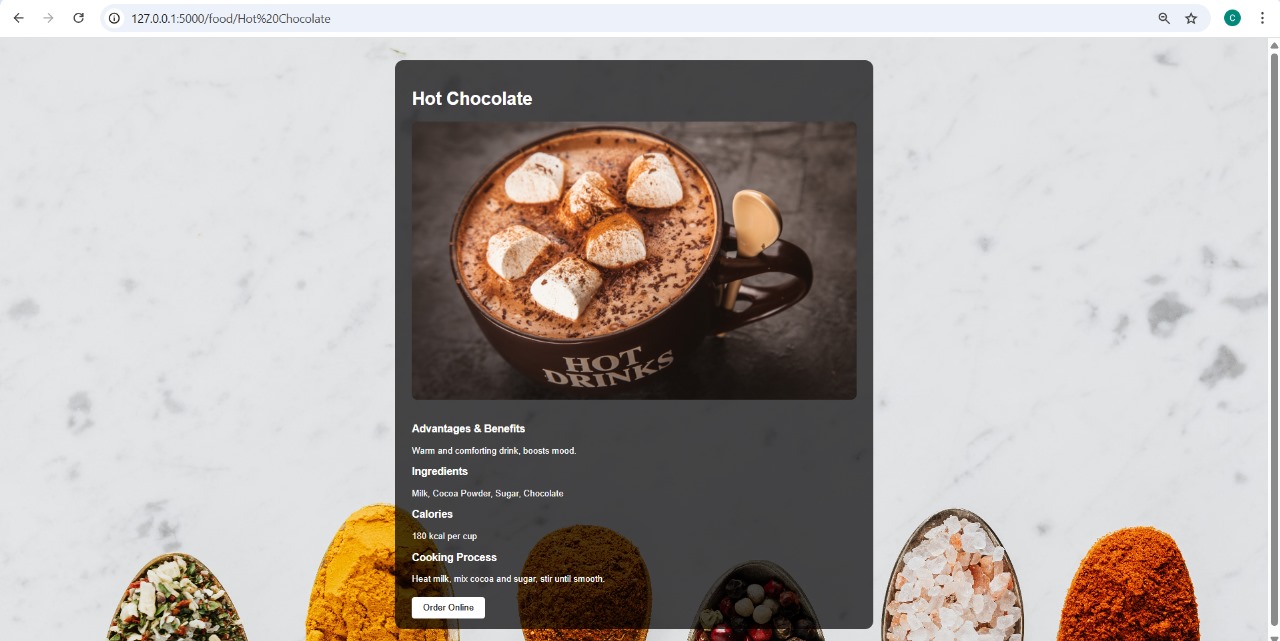 127.0.0.1:5000/food/Hot%20Chocolate
C
Hot Chocolate
HOT
DRINKS
Advantages & Benefits
Warm and comforting drink, boosts mood.
Ingredients
Milk, Cocoa Powder, Sugar, Chocolate
Calories
180 kcal per cup
Cooking Process
Heat milk, mix cocoa and sugar, stir until smooth.
Order Online